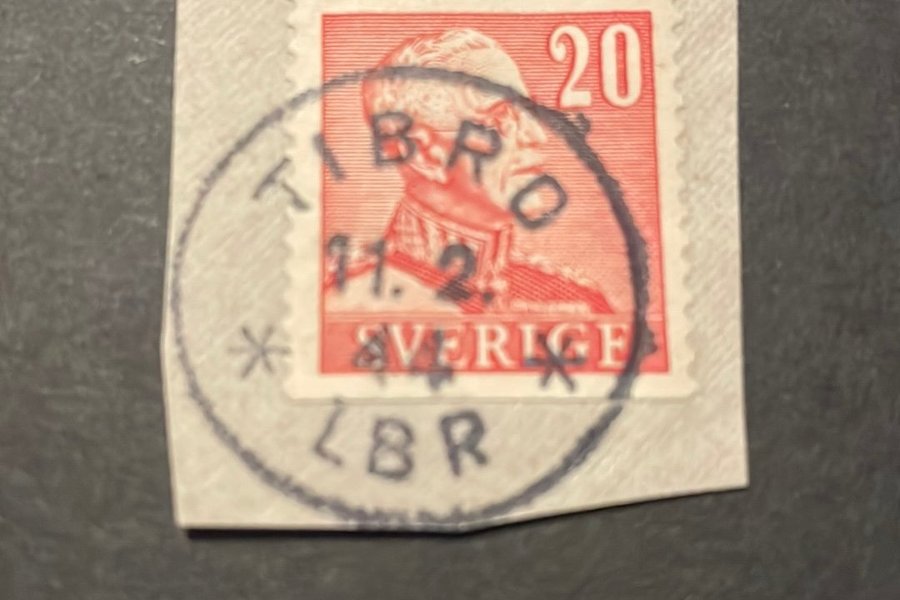 20
TIBRO
11. 2.
44
SVERIGE
LBR